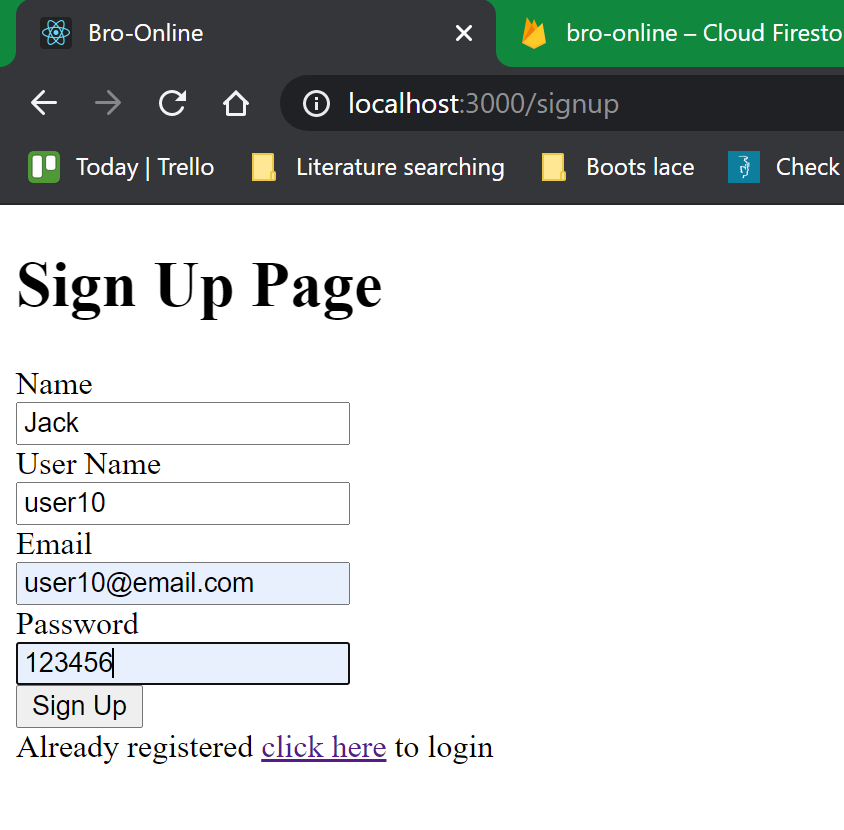 Bro-Online
bro-online – Cloud Firesto
localhost:3000/signup
Today | Trello
Literature searching
Boots lace
Check
Sign Up Page
Name
Jack
User Name
user10
Email
user10@email.com
Password
123456
Sign Up
Already registered click here to login